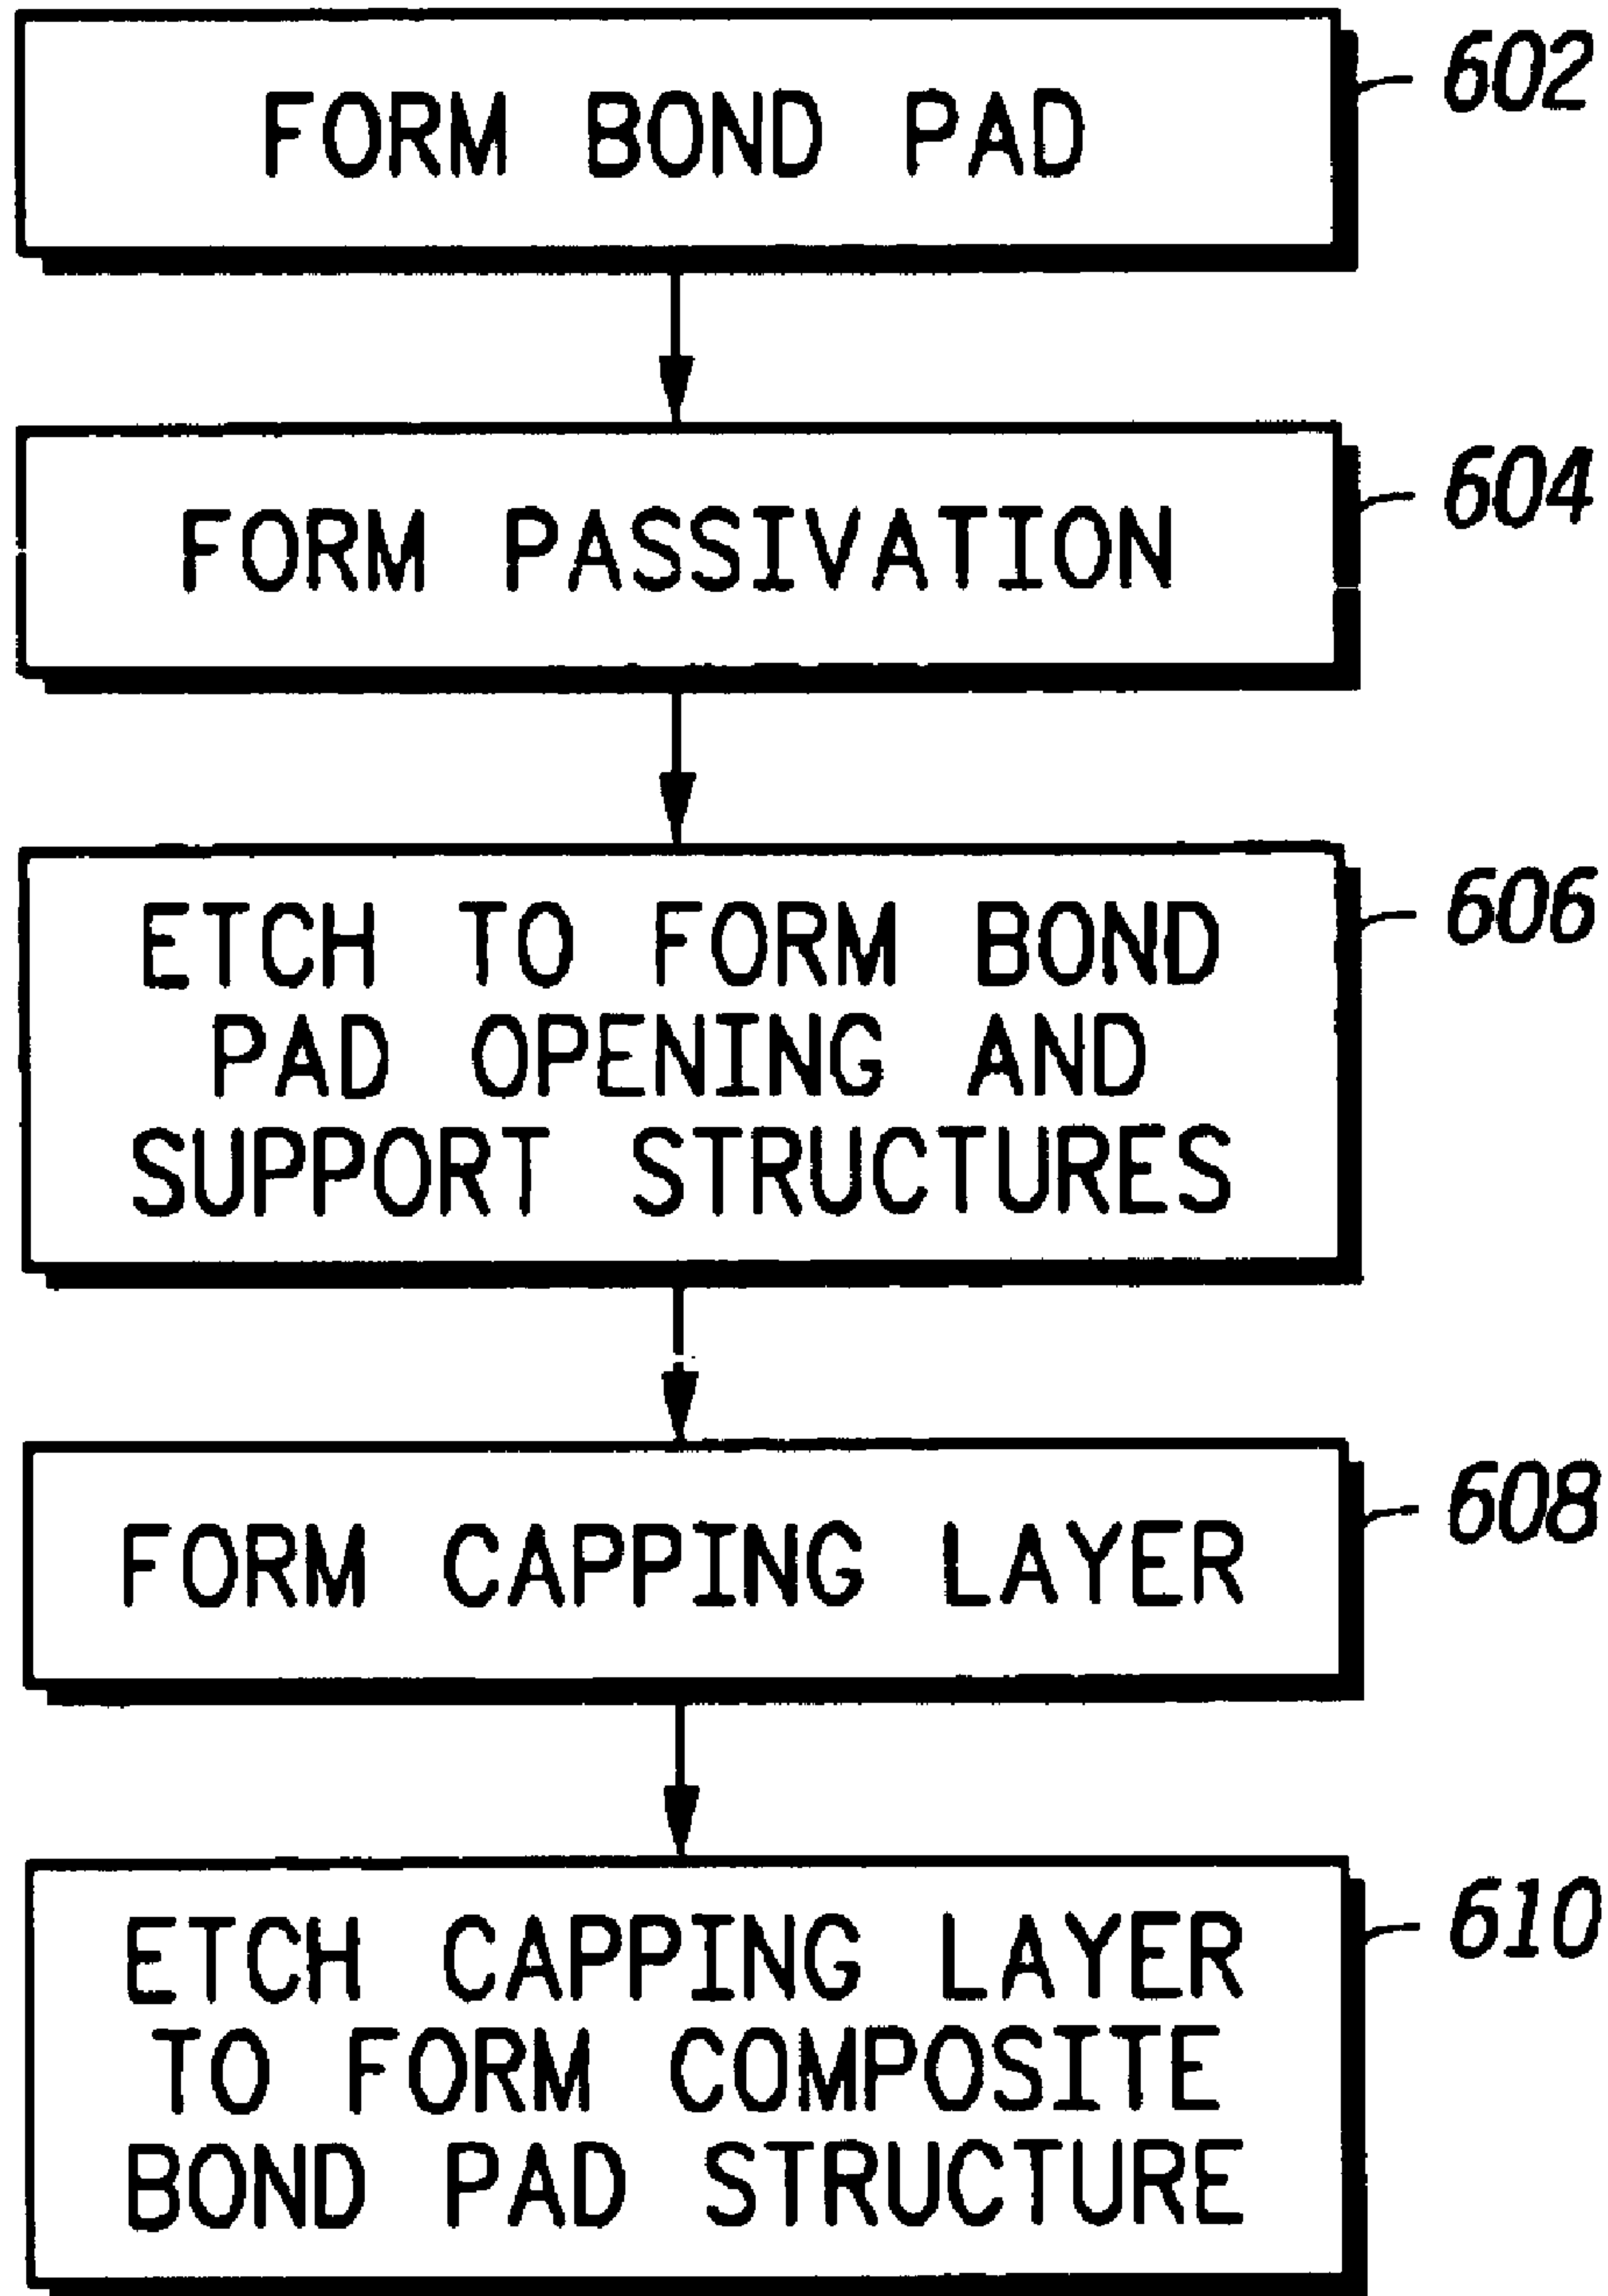 FORM BOND PAD
602
FORM PASSIVATION
604
ETCH TO FORM BOND
PAD OPENING AND
SUPPORT STRUCTURES
606
FORM CAPPING LAYER
608
ETCH CAPPING LAYER
TO FORM COMPOSITE
BOND PAD STRUCTURE
610